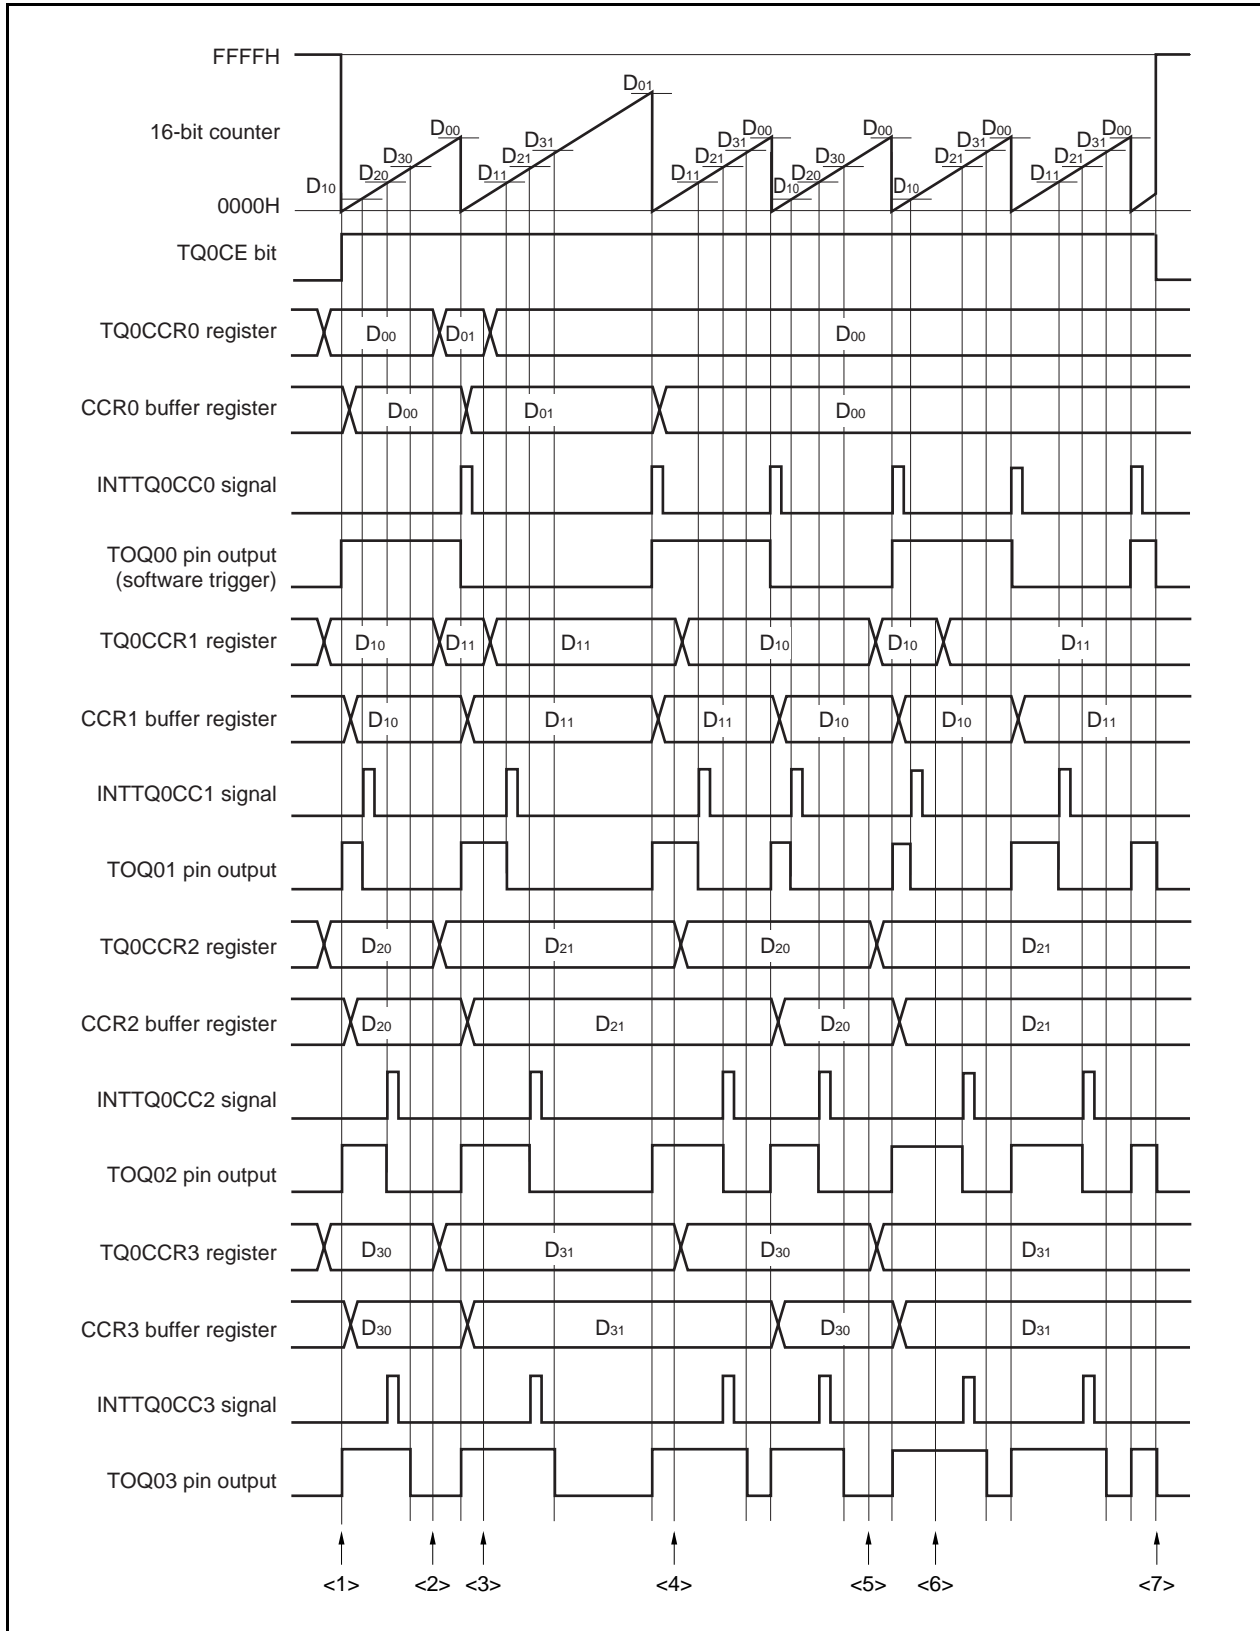 FFFFH
D01
16-bit counter
D00 D31 D00 D00 D00 D00
D30 D21 D31 D30 D31 D31
D20 D11 D21 D20 D21 D21
D10 D11 D10 D10 D11
0000H
TQ0CE bit
TQ0CCR0 register D00 D01 D00
CCR0 buffer register D00 D01 D00
INTTQ0CC0 signal
TOQ00 pin output
(software trigger)
TQ0CCR1 register D10 D11 D11 D10 D10 D11
CCR1 buffer register D10 D11 D11 D10 D10 D11
INTTQ0CC1 signal
TOQ01 pin output
TQ0CCR2 register D20 D21 D20 D21
CCR2 buffer register D20 D21 D20 D21
INTTQ0CC2 signal
TOQ02 pin output
TQ0CCR3 register D30 D31 D30 D31
CCR3 buffer register D30 D31 D30 D31
INTTQ0CC3 signal
TOQ03 pin output
<1> <2> <3> <4> <5> <6> <7>